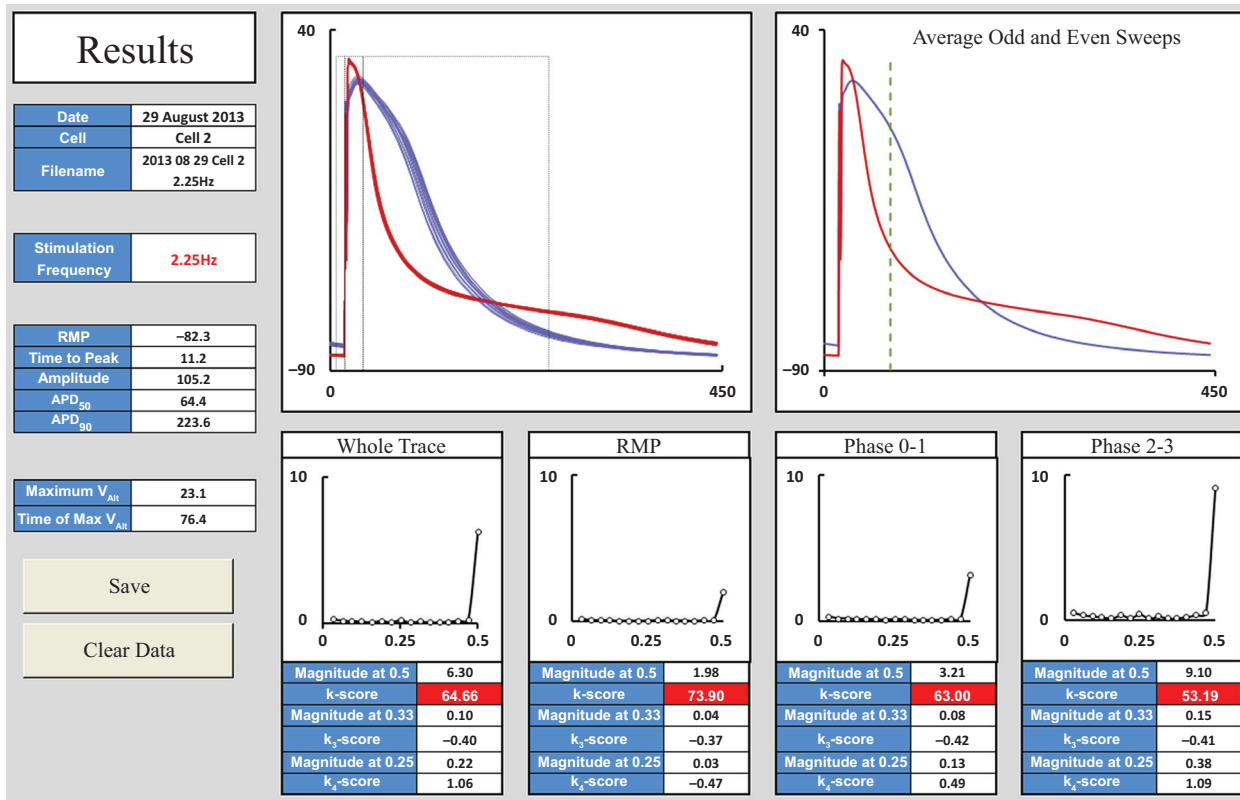 Results
Date 29 August 2013
Cell Cell 2
Filename 2013 08 29 Cell 2
2.25Hz
Stimulation
Frequency
2.25Hz
RMP –82.3
Time to Peak 11.2
Amplitude 105.2
APD50 64.4
APD90 223.6
Maximum VAlt 23.1
Time of Max VAlt 76.4
Save
Clear Data
40
–90
0 450
Average Odd and Even Sweeps
40
–90
0 450
Whole Trace
10
0
0 0.25 0.5
Magnitude at 0.5 6.30
k-score 64.66
Magnitude at 0.33 0.10
k3-score –0.40
Magnitude at 0.25 0.22
k4-score 1.06
RMP
10
0
0 0.25 0.5
Magnitude at 0.5 1.98
k-score 73.90
Magnitude at 0.33 0.04
k3-score –0.37
Magnitude at 0.25 0.03
k4-score –0.47
Phase 0-1
10
0
0 0.25 0.5
Magnitude at 0.5 3.21
k-score 63.00
Magnitude at 0.33 0.08
k3-score –0.42
Magnitude at 0.25 0.13
k4-score 0.49
Phase 2-3
10
0
0 0.25 0.5
Magnitude at 0.5 9.10
k-score 53.19
Magnitude at 0.33 0.15
k3-score –0.41
Magnitude at 0.25 0.38
k4-score 1.09